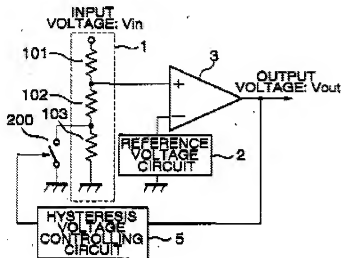 INPUT
VOLTAGE: Vin
1
101
102
103
200
3
+
−
OUTPUT
VOLTAGE: Vout
REFERENCE
VOLTAGE
CIRCUIT
2
HYSTERESIS
VOLTAGE
CONTROLLING
CIRCUIT
5